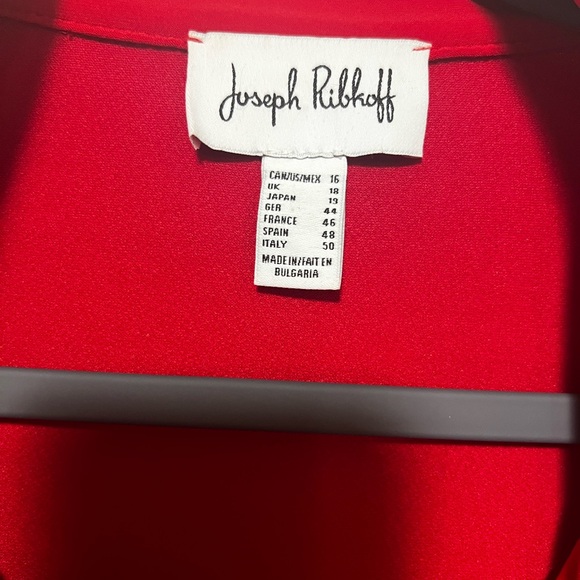 Joseph Ribkoff
CAN/US/MEX 16
UK 18
JAPAN 19
GER 44
FRANCE 46
SPAIN 48
ITALY 50
MADE IN/FAIT EN
BULGARIA